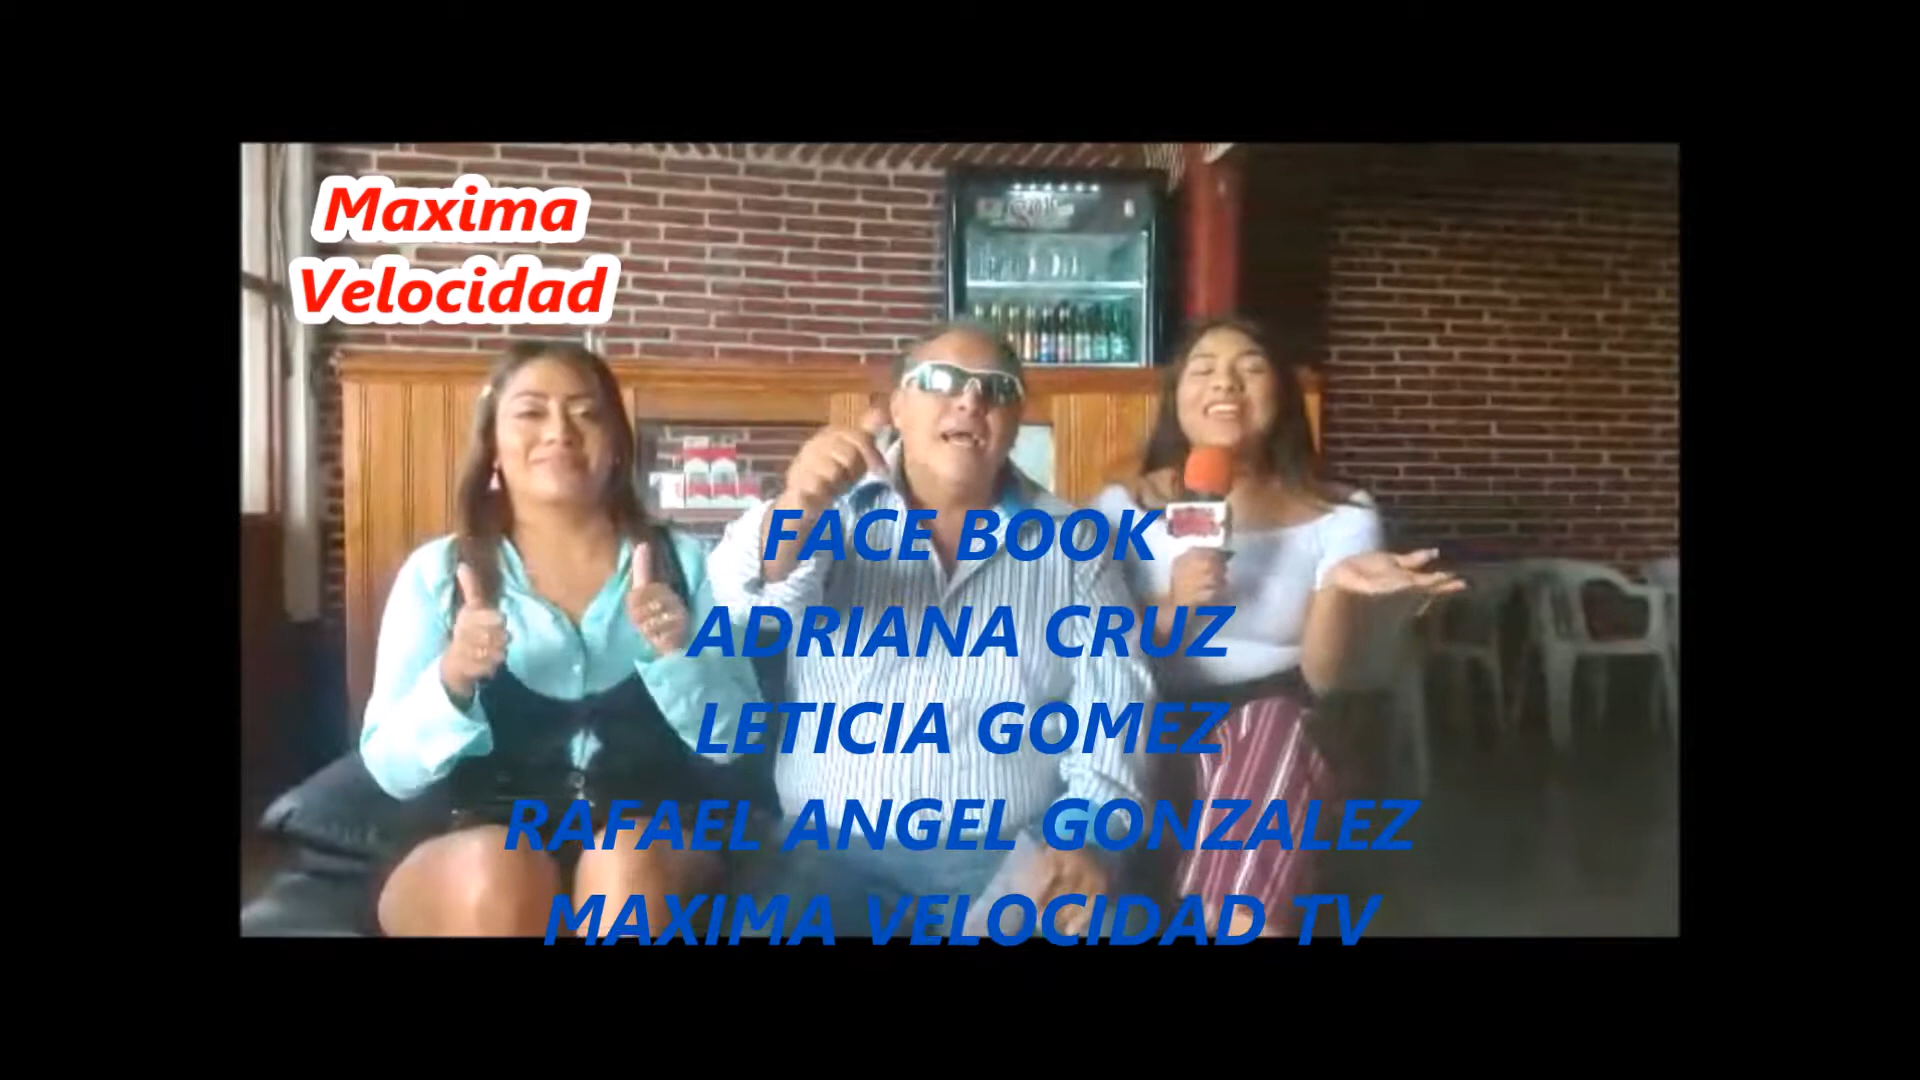 Maxima
Velocidad
FACE BOOK
ADRIANA CRUZ
LETICIA GOMEZ
RAFAEL ANGEL GONZALEZ
MAXIMA VELOCIDAD TV